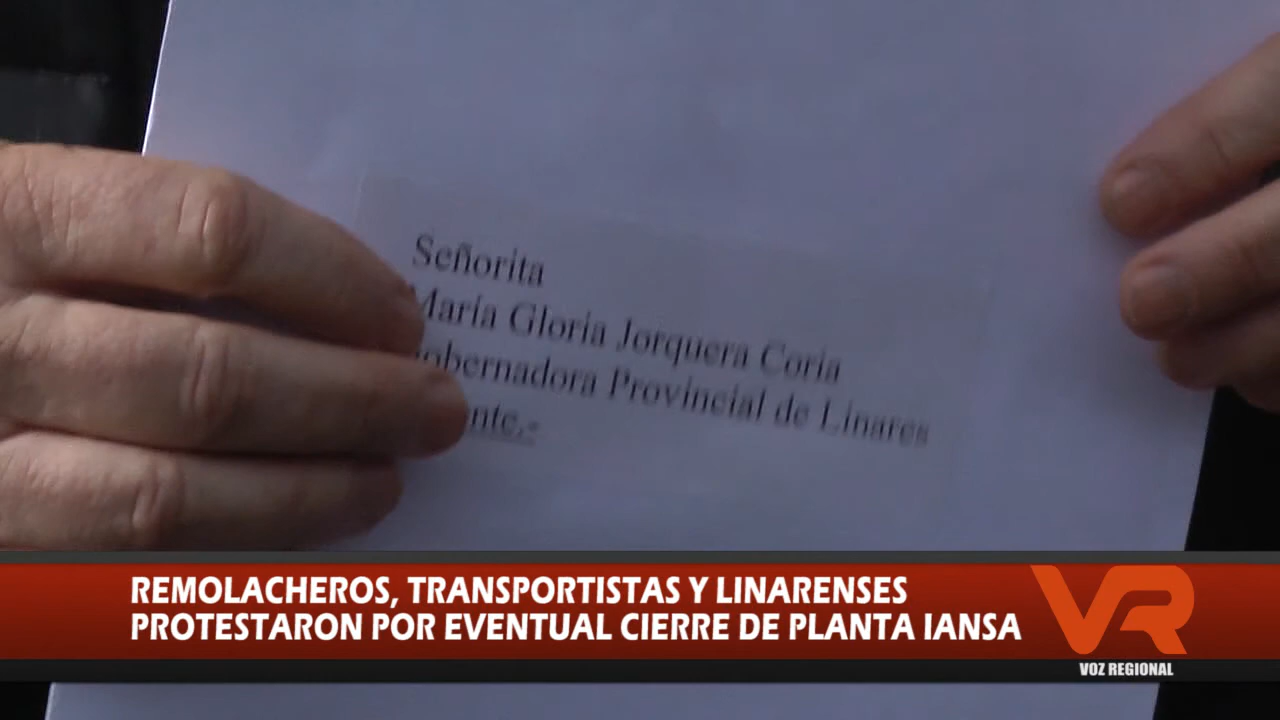 Señorita
María Gloria Jorquera Coria
Gobernadora Provincial de Linares
nte.-
REMOLACHEROS, TRANSPORTISTAS Y LINARENSES
PROTESTARON POR EVENTUAL CIERRE DE PLANTA IANSA
VR
VOZ REGIONAL